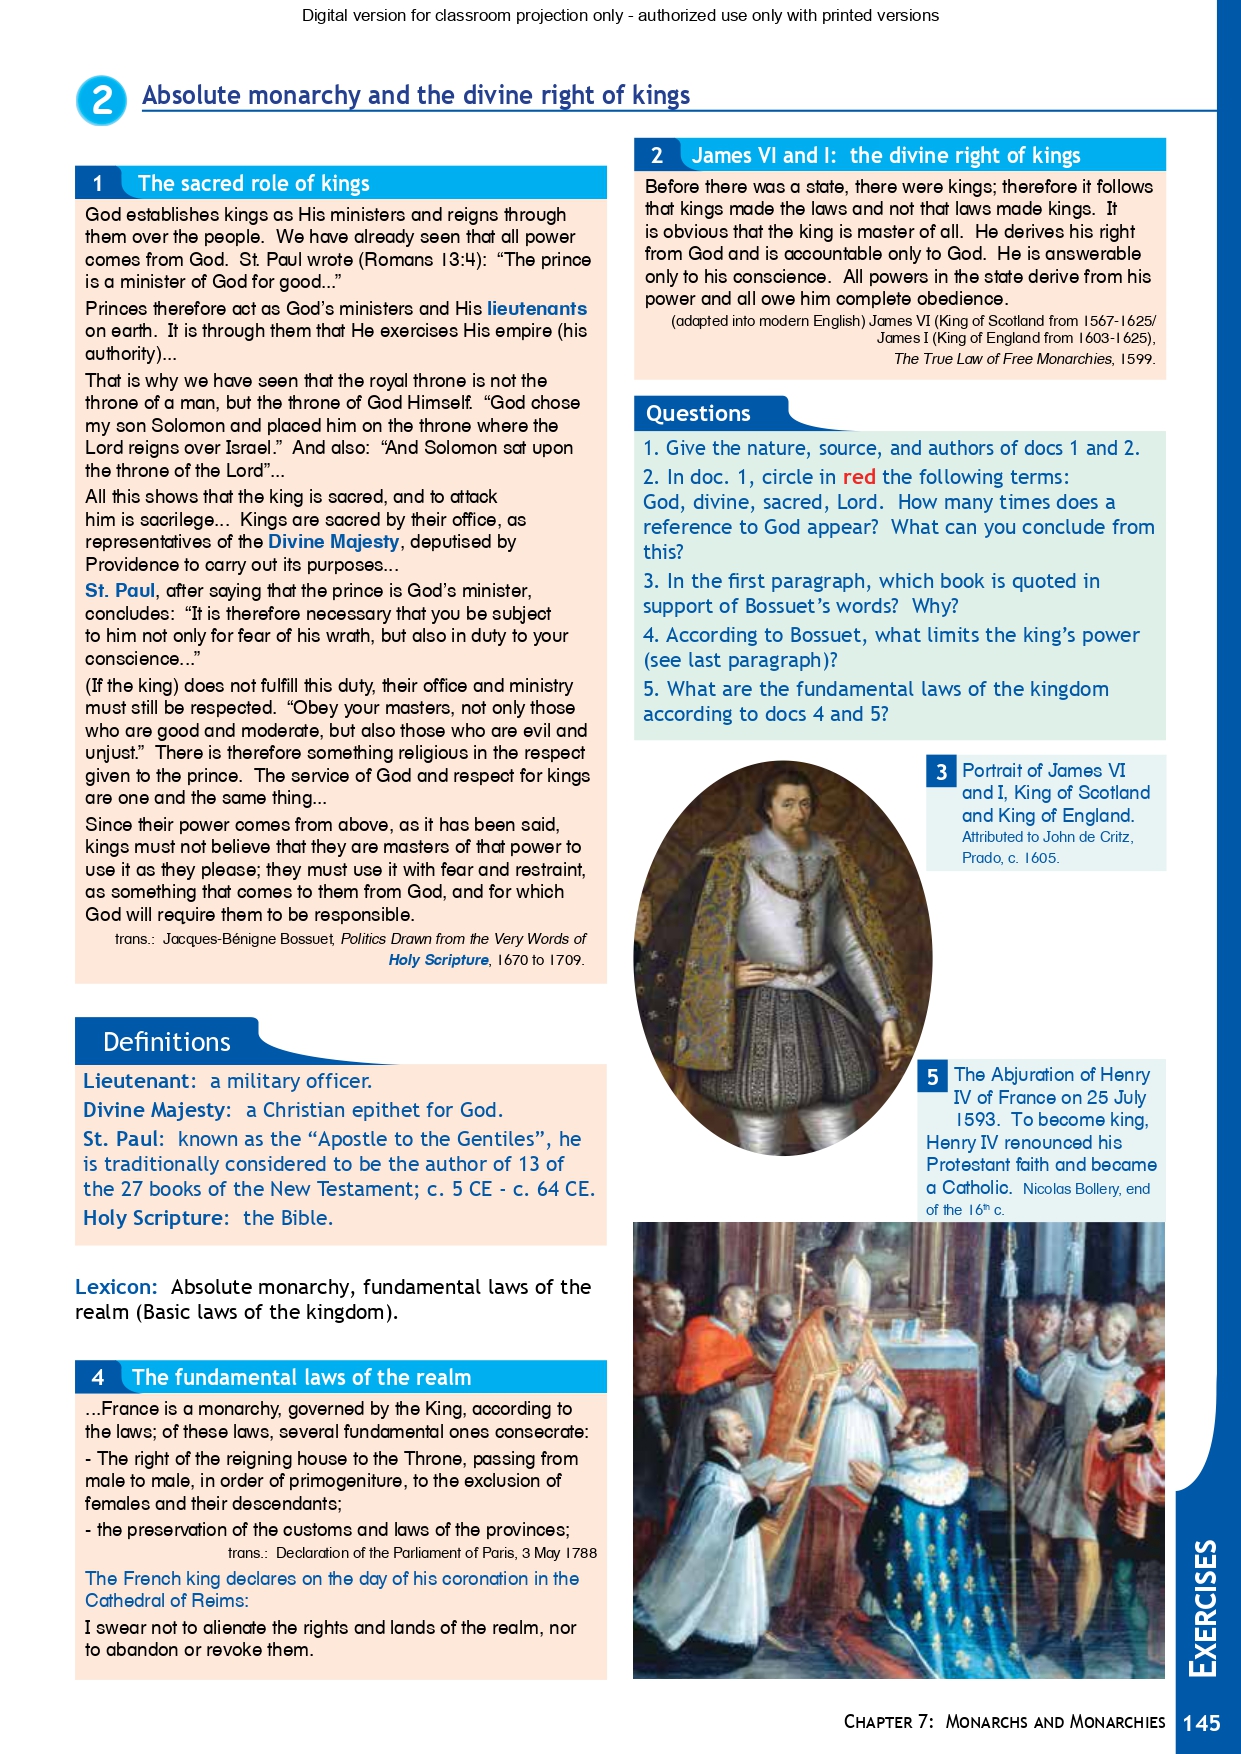 Digital version for classroom projection only - authorized use only with printed versions
2
Absolute monarchy and the divine right of kings
1 The sacred role of kings
God establishes kings as His ministers and reigns through
them over the people. We have already seen that all power
comes from God. St. Paul wrote (Romans 13:4): “The prince
is a minister of God for good...”
Princes therefore act as God’s ministers and His lieutenants
on earth. It is through them that He exercises His empire (his
authority)...
That is why we have seen that the royal throne is not the
throne of a man, but the throne of God Himself. “God chose
my son Solomon and placed him on the throne where the
Lord reigns over Israel.” And also: “And Solomon sat upon
the throne of the Lord”...
All this shows that the king is sacred, and to attack
him is sacrilege... Kings are sacred by their office, as
representatives of the Divine Majesty, deputised by
Providence to carry out its purposes...
St. Paul, after saying that the prince is God’s minister,
concludes: “It is therefore necessary that you be subject
to him not only for fear of his wrath, but also in duty to your
conscience...”
(If the king) does not fulfill this duty, their office and ministry
must still be respected. “Obey your masters, not only those
who are good and moderate, but also those who are evil and
unjust.” There is therefore something religious in the respect
given to the prince. The service of God and respect for kings
are one and the same thing...
Since their power comes from above, as it has been said,
kings must not believe that they are masters of that power to
use it as they please; they must use it with fear and restraint,
as something that comes to them from God, and for which
God will require them to be responsible.
trans.: Jacques-Bénigne Bossuet, Politics Drawn from the Very Words of
Holy Scripture, 1670 to 1709.
Definitions
Lieutenant: a military officer.
Divine Majesty: a Christian epithet for God.
St. Paul: known as the “Apostle to the Gentiles”, he
is traditionally considered to be the author of 13 of
the 27 books of the New Testament; c. 5 CE - c. 64 CE.
Holy Scripture: the Bible.
Lexicon: Absolute monarchy, fundamental laws of the
realm (Basic laws of the kingdom).
4 The fundamental laws of the realm
...France is a monarchy, governed by the King, according to
the laws; of these laws, several fundamental ones consecrate:
- The right of the reigning house to the Throne, passing from
male to male, in order of primogeniture, to the exclusion of
females and their descendants;
- the preservation of the customs and laws of the provinces;
trans.: Declaration of the Parliament of Paris, 3 May 1788
The French king declares on the day of his coronation in the
Cathedral of Reims:
I swear not to alienate the rights and lands of the realm, nor
to abandon or revoke them.
2 James VI and I: the divine right of kings
Before there was a state, there were kings; therefore it follows
that kings made the laws and not that laws made kings. It
is obvious that the king is master of all. He derives his right
from God and is accountable only to God. He is answerable
only to his conscience. All powers in the state derive from his
power and all owe him complete obedience.
(adapted into modern English) James VI (King of Scotland from 1567-1625/
James I (King of England from 1603-1625),
The True Law of Free Monarchies, 1599.
Questions
1. Give the nature, source, and authors of docs 1 and 2.
2. In doc. 1, circle in red the following terms:
God, divine, sacred, Lord. How many times does a
reference to God appear? What can you conclude from
this?
3. In the first paragraph, which book is quoted in
support of Bossuet’s words? Why?
4. According to Bossuet, what limits the king’s power
(see last paragraph)?
5. What are the fundamental laws of the kingdom
according to docs 4 and 5?
3 Portrait of James VI
and I, King of Scotland
and King of England.
Attributed to John de Critz,
Prado, c. 1605.
5 The Abjuration of Henry
IV of France on 25 July
1593. To become king,
Henry IV renounced his
Protestant faith and became
a Catholic. Nicolas Bollery, end
of the 16th c.
EXERCISES
CHAPTER 7: MONARCHS AND MONARCHIES 145